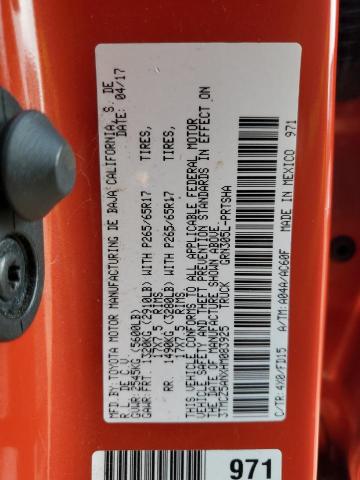 MFD. BY:
TOYOTA MOTOR MANUFACTURING DE BAJA CALIFORNIA, S. DE
R.L. DE C.V. DATE: 04/17
GVWR: 2545KG (5600LB)
GAWR: FRT. 1320KG (2910LB) WITH P265/65R17 TIRES,
17X7.5 RIMS
RR. 1490KG (3280LB) WITH P265/65R17 TIRES,
17X7.5 RIMS
THIS VEHICLE CONFORMS TO ALL APPLICABLE FEDERAL MOTOR
VEHICLE SAFETY AND THEFT PREVENTION STANDARDS IN EFFECT ON
THE DATE OF MANUFACTURE SHOWN ABOVE.
3TMCZ5ANXHM083925 TRUCK GRN305L-PRTSHA
C/TR: 4X0/FD15 A/TM: A04A/AC60F
MADE IN MEXICO 971
971